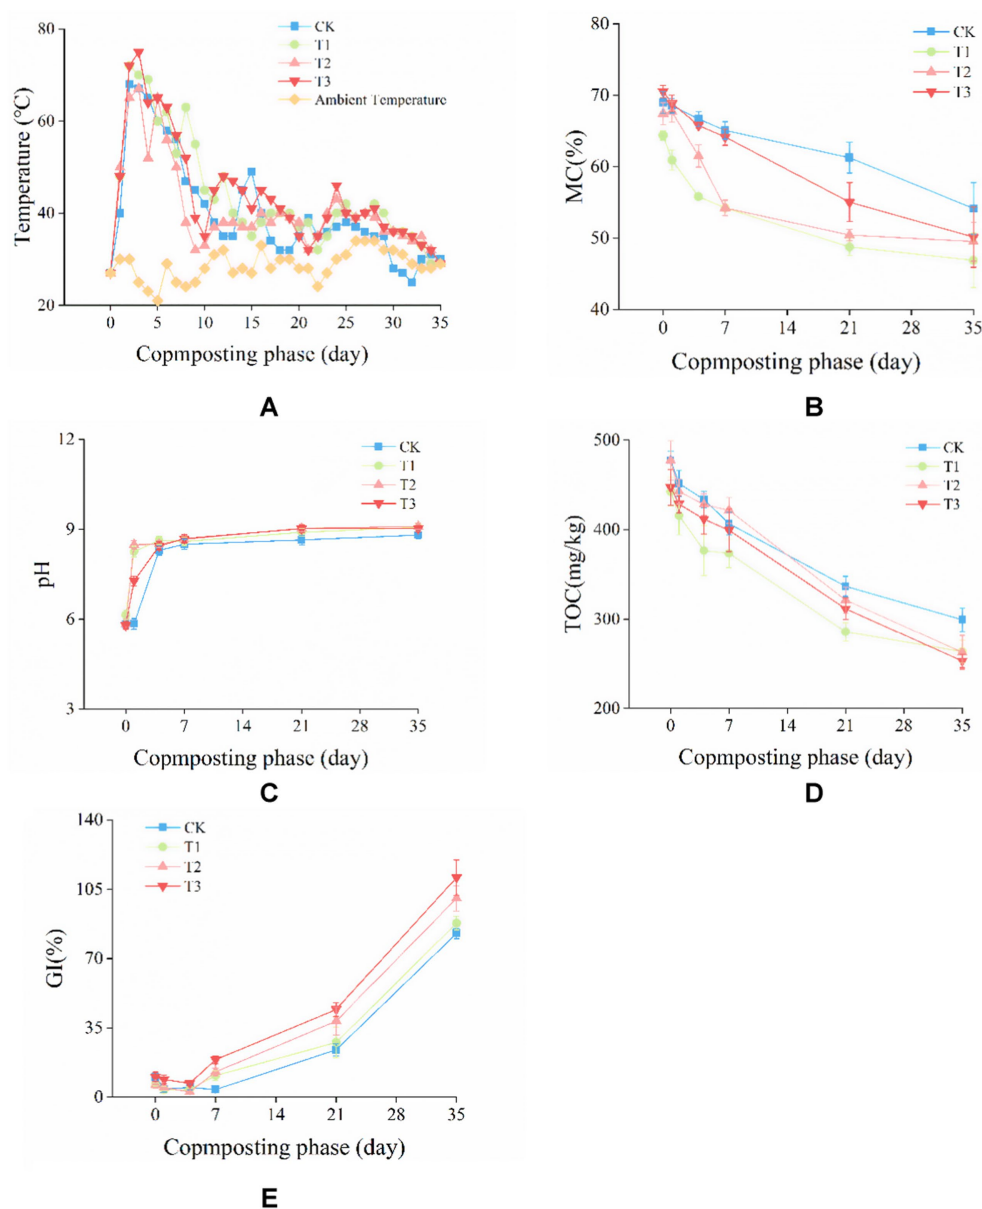 80
60
40
20
Temperature (℃)
CK
T1
T2
T3
Ambient Temperature
0 5 10 15 20 25 30 35
Copmposting phase (day)
A
80
70
60
50
40
MC(%)
CK
T1
T2
T3
0 7 14 21 28 35
Copmposting phase (day)
B
12
9
6
3
pH
CK
T1
T2
T3
0 7 14 21 28 35
Copmposting phase (day)
C
500
400
300
200
TOC(mg/kg)
CK
T1
T2
T3
0 7 14 21 28 35
Copmposting phase (day)
D
140
105
70
35
0
GI(%)
CK
T1
T2
T3
0 7 14 21 28 35
Copmposting phase (day)
E